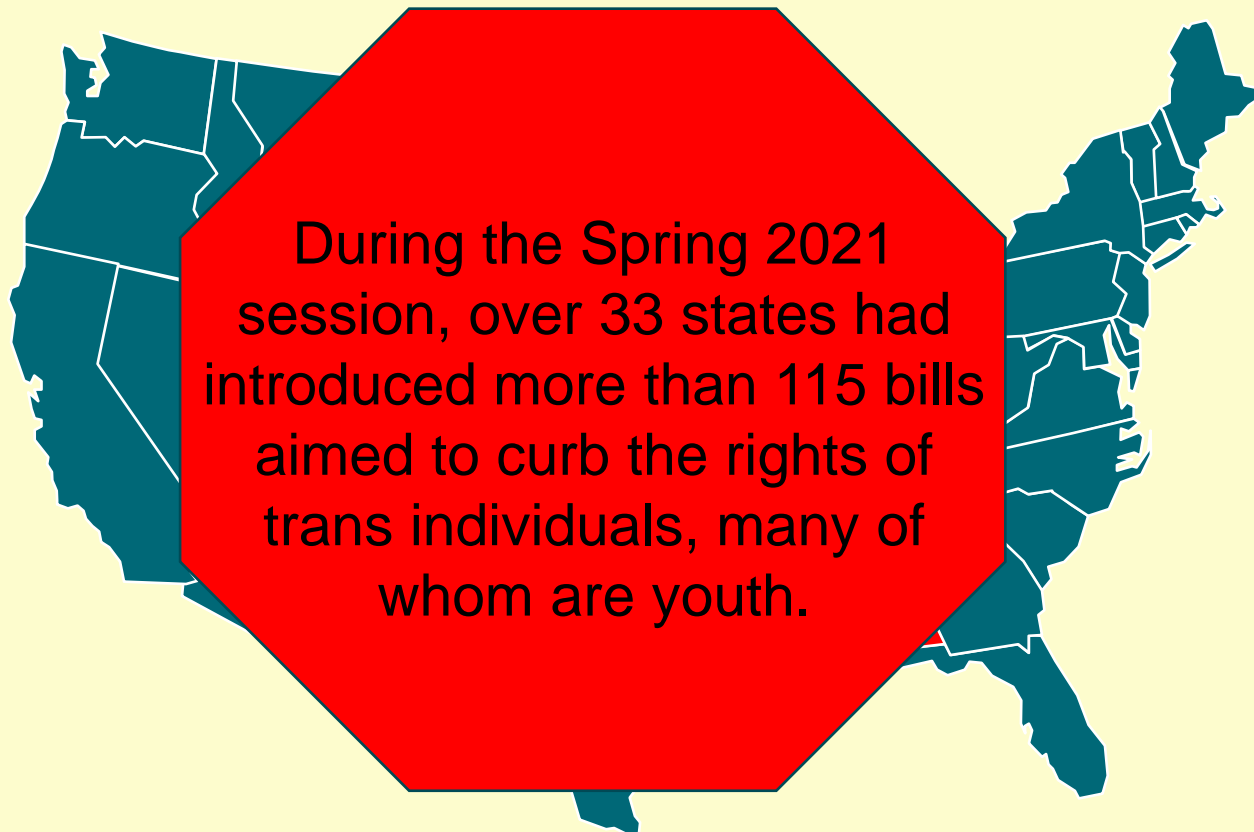 During the Spring 2021
session, over 33 states had
introduced more than 115 bills
aimed to curb the rights of
trans individuals, many of
whom are youth.